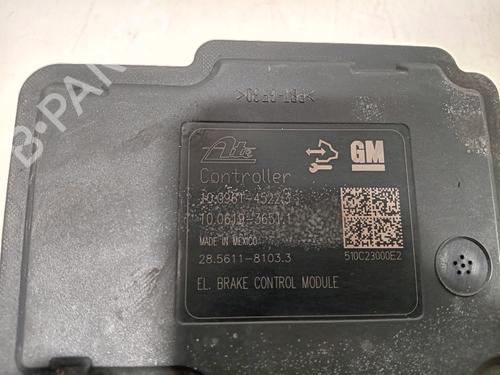 >PBT-GF30<
Ate
GM
Controller
10.0961-4522.3
10.0619-3651.1
MADE IN MEXICO
28.5611-8103.3
510C23000E2
EL. BRAKE CONTROL MODULE
B-PARTS